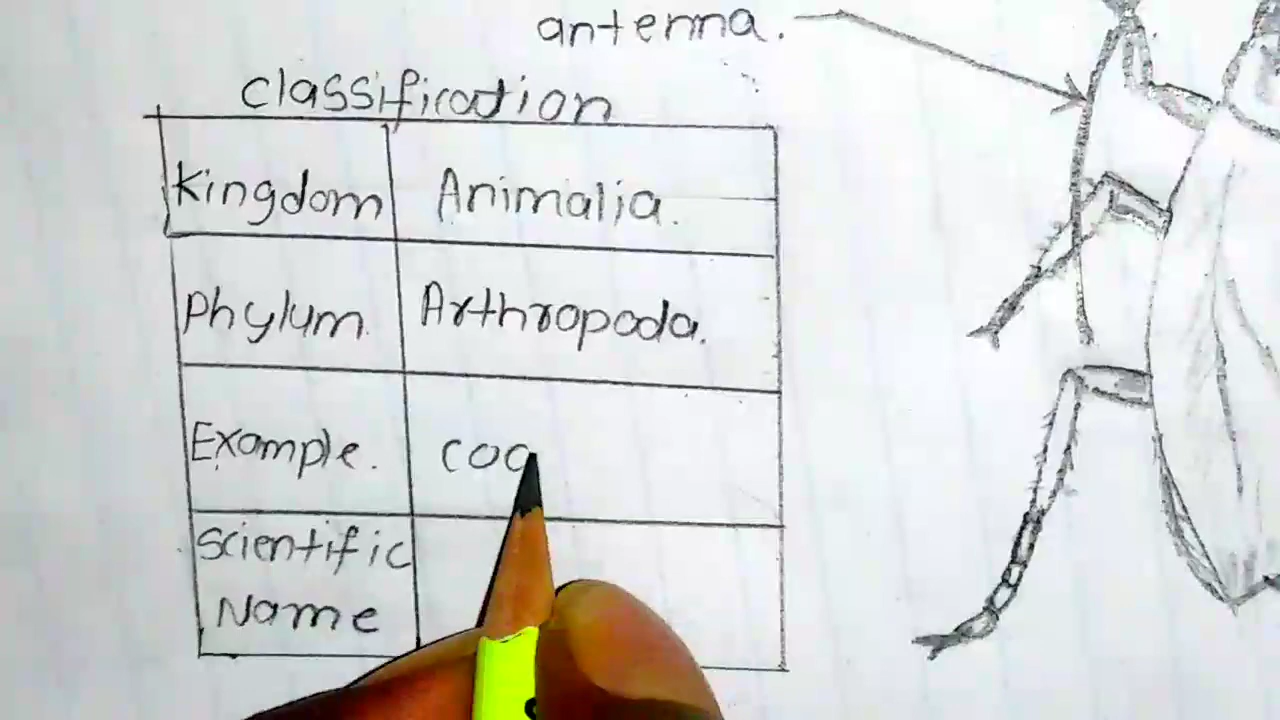 antenna.
classification
Kingdom Animalia.
Phylum Arthropoda.
Example. coc
Scientific
Name